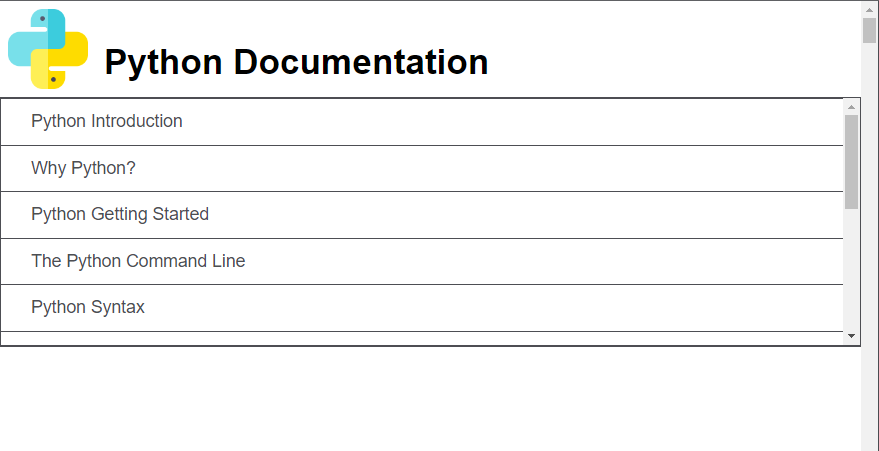 Python Documentation
Python Introduction
Why Python?
Python Getting Started
The Python Command Line
Python Syntax